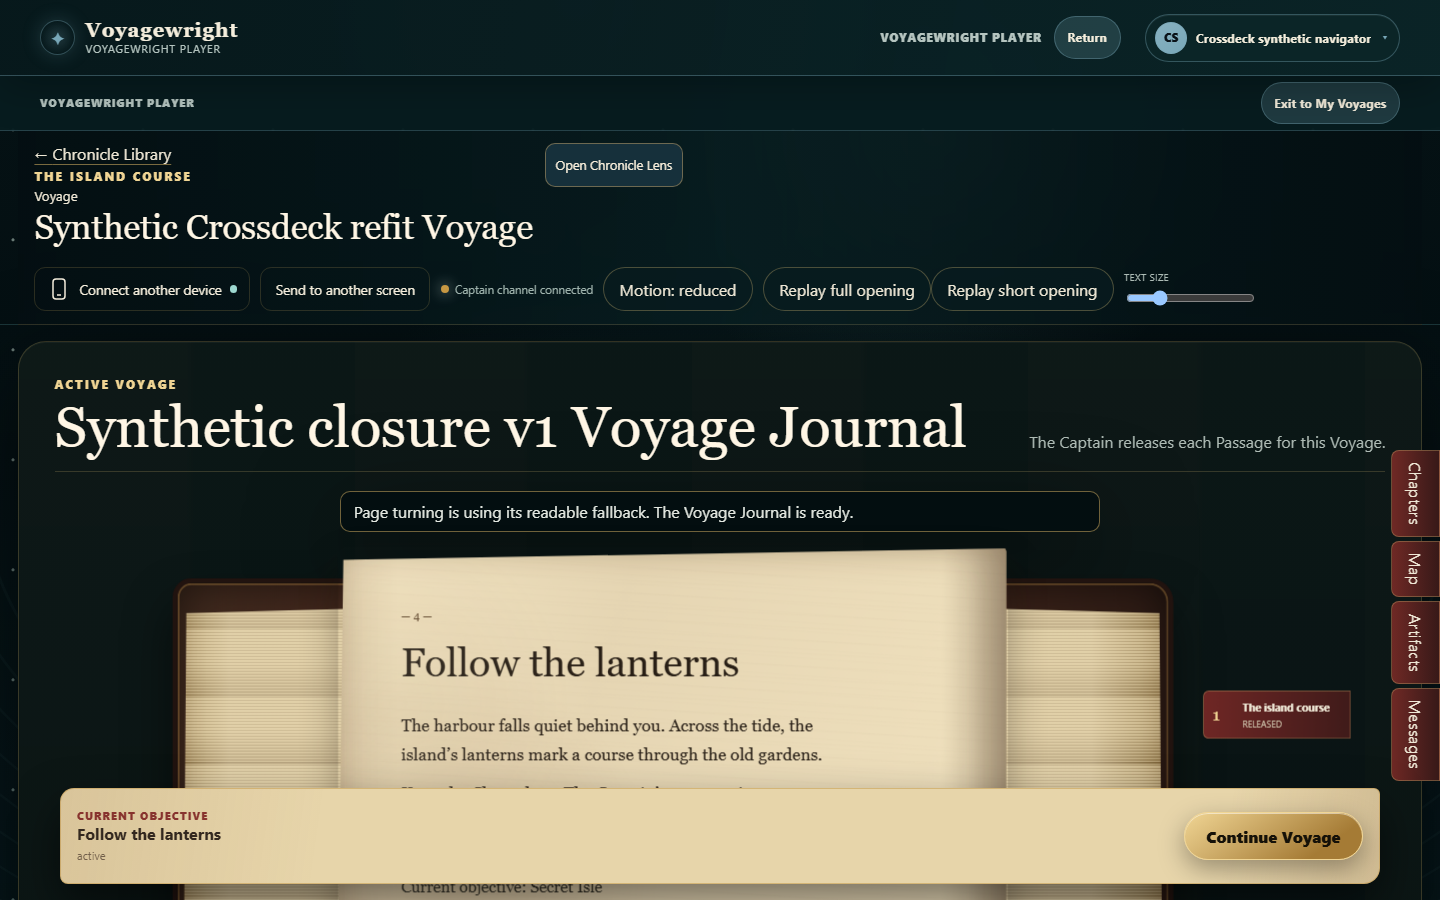 Voyagewright
VOYAGEWRIGHT PLAYER
VOYAGEWRIGHT PLAYER
Return
CS
Crossdeck synthetic navigator
VOYAGEWRIGHT PLAYER
Exit to My Voyages
← Chronicle Library
THE ISLAND COURSE
Voyage
Synthetic Crossdeck refit Voyage
Open Chronicle Lens
Connect another device
Send to another screen
Captain channel connected
Motion: reduced
Replay full opening
Replay short opening
TEXT SIZE
ACTIVE VOYAGE
Synthetic closure v1 Voyage Journal
The Captain releases each Passage for this Voyage.
Page turning is using its readable fallback. The Voyage Journal is ready.
— 4 —
Follow the lanterns
The harbour falls quiet behind you. Across the tide, the
island’s lanterns mark a course through the old gardens.
1
The island course
RELEASED
Chapters
Map
Artifacts
Messages
CURRENT OBJECTIVE
Follow the lanterns
active
Continue Voyage
Current objective: Secret Isle